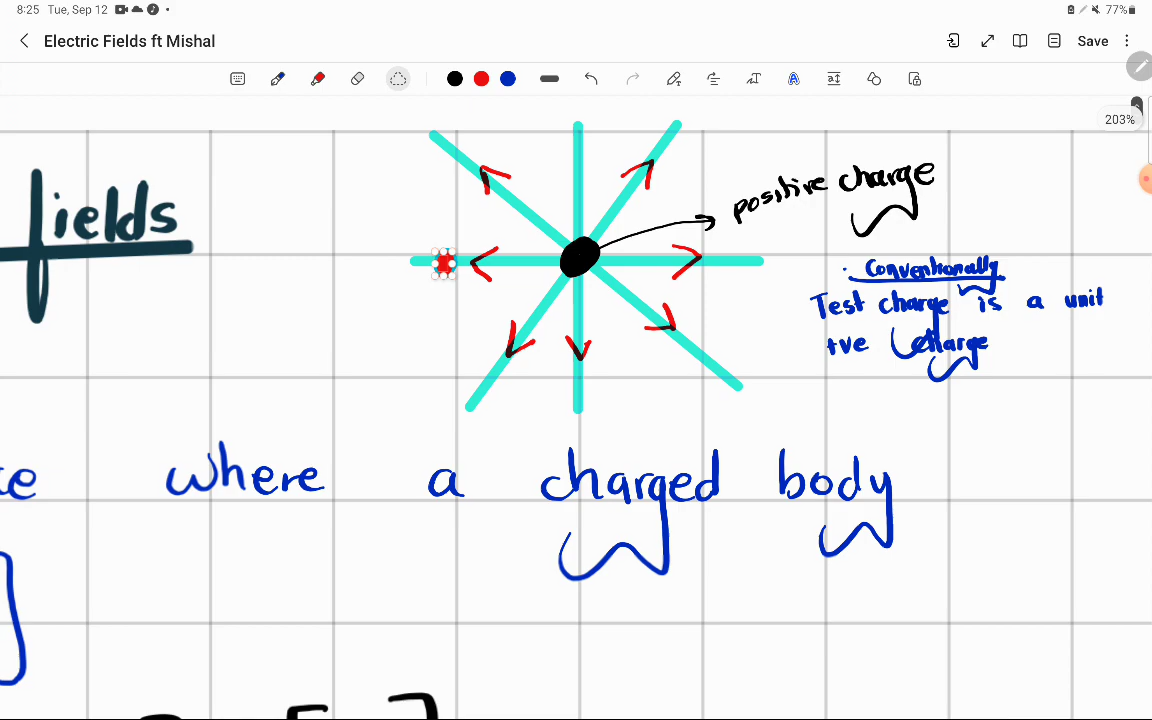 8:25 Tue, Sep 12
77%
Electric Fields ft Mishal
Save
203%
fields
positive charge
Conventionally
Test charge is a unit
+ve charge
where a charged body